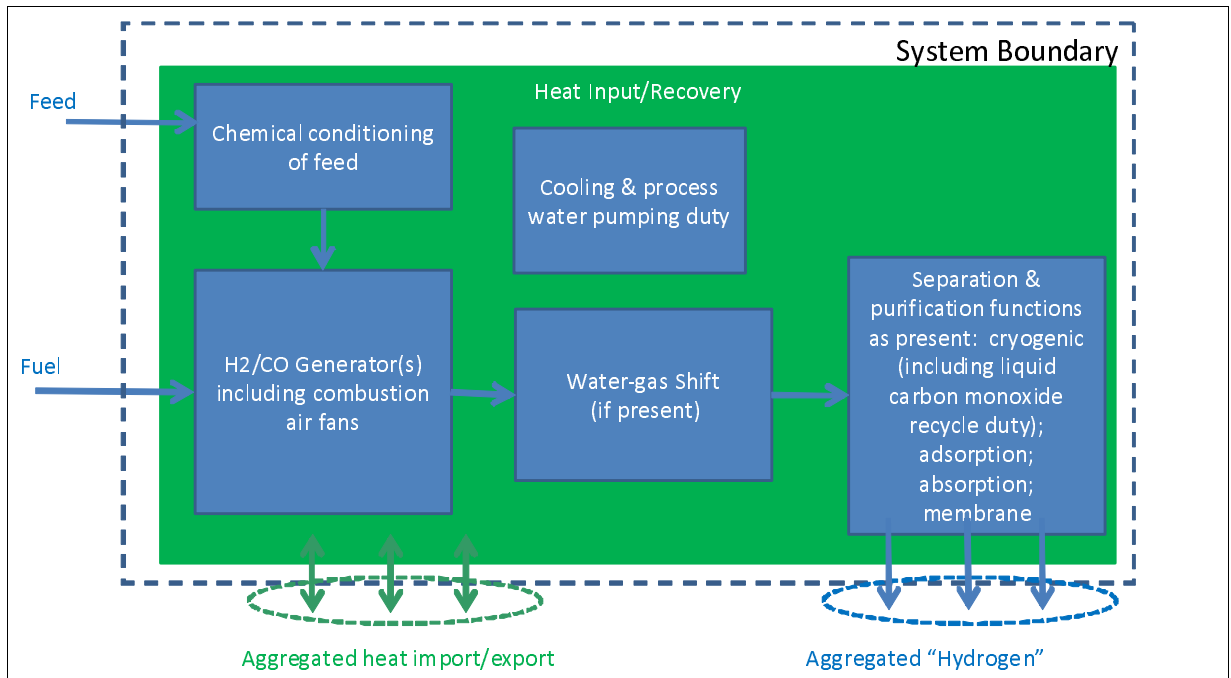 System Boundary
Heat Input/Recovery
Feed
Chemical conditioning
of feed
Cooling & process
water pumping duty
Fuel
H2/CO Generator(s)
including combustion
air fans
Water-gas Shift
(if present)
Separation &
purification functions
as present:  cryogenic
(including liquid
carbon monoxide
recycle duty);
adsorption;
absorption;
membrane
Aggregated heat import/export
Aggregated “Hydrogen”